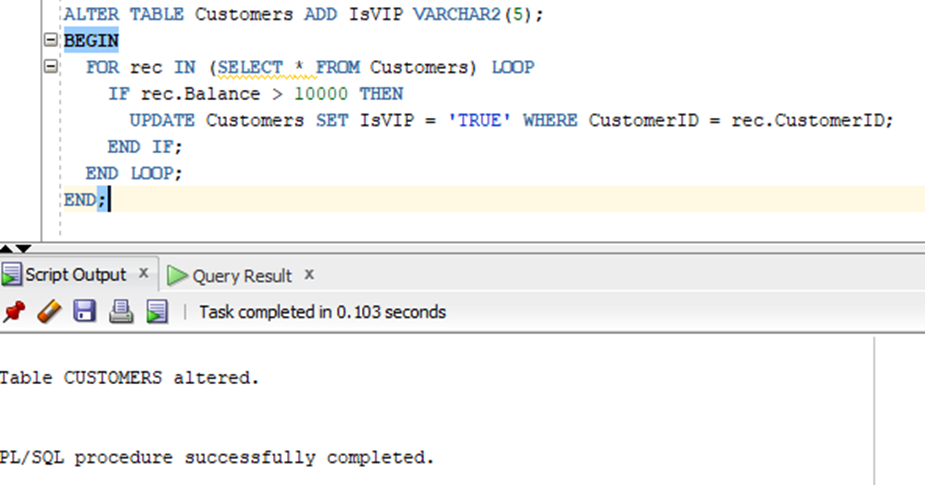 ALTER TABLE Customers ADD IsVIP VARCHAR2(5);
BEGIN
FOR rec IN (SELECT * FROM Customers) LOOP
IF rec.Balance > 10000 THEN
UPDATE Customers SET IsVIP = 'TRUE' WHERE CustomerID = rec.CustomerID;
END IF;
END LOOP;
END;
Script Output x Query Result x
Task completed in 0.103 seconds
Table CUSTOMERS altered.
PL/SQL procedure successfully completed.